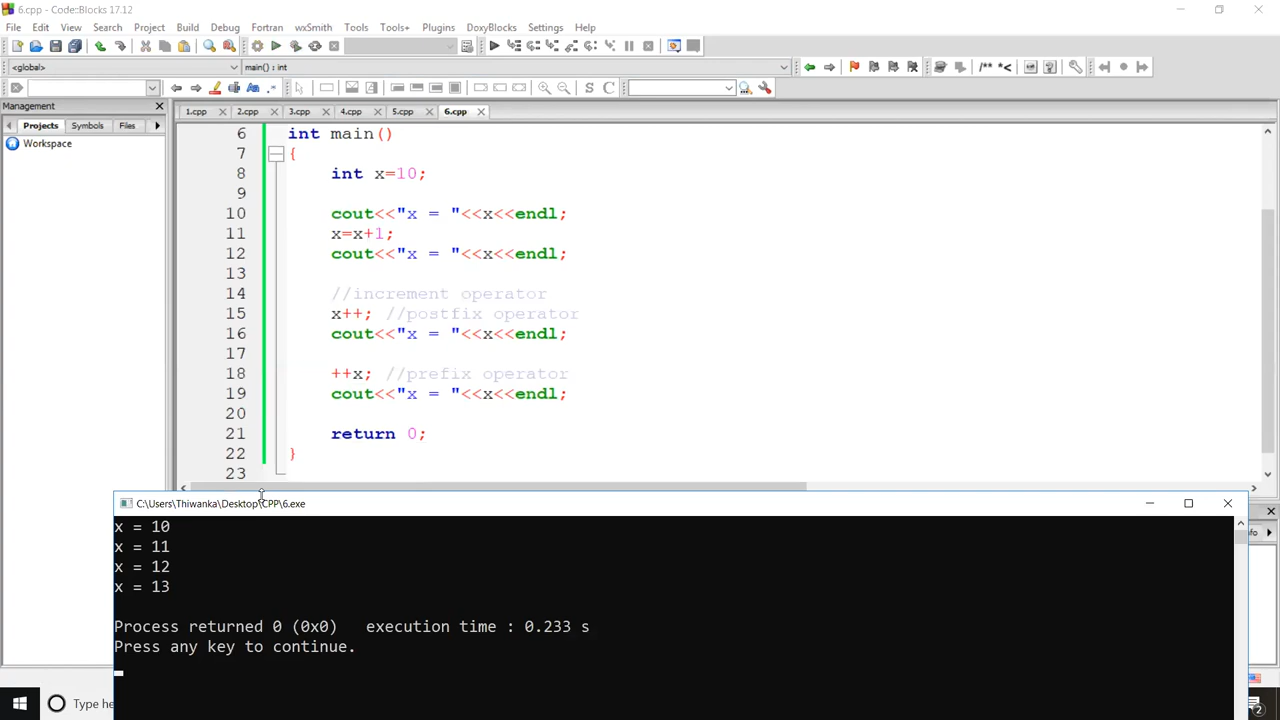 6.cpp - Code::Blocks 17.12
File Edit View Search Project Build Debug Fortran wxSmith Tools Tools+ Plugins DoxyBlocks Settings Help
<global> main() : int
/** *<
S C
Management
Projects Symbols Files
Workspace
1.cpp 2.cpp 3.cpp 4.cpp 5.cpp 6.cpp
6 int main()
7 {
8 int x=10;
9
10 cout<<"x = "<<x<<endl;
11 x=x+1;
12 cout<<"x = "<<x<<endl;
13
14 //increment operator
15 x++; //postfix operator
16 cout<<"x = "<<x<<endl;
17
18 ++x; //prefix operator
19 cout<<"x = "<<x<<endl;
20
21 return 0;
22 }
23
C:\Users\Thiwanka\Desktop\CPP\6.exe
x = 10
x = 11
x = 12
x = 13
Process returned 0 (0x0) execution time : 0.233 s
Press any key to continue.
Type he
2